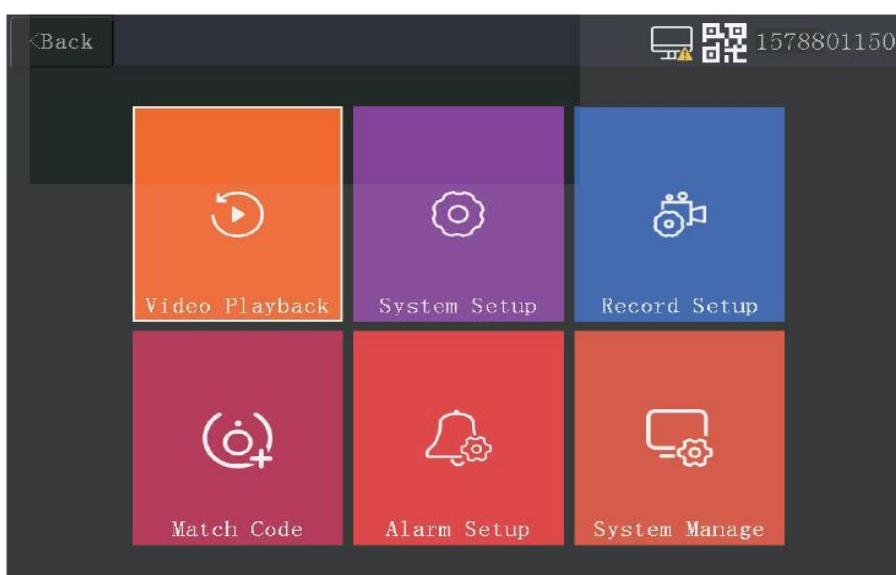 <Back
1578801150
Video Playback
System Setup
Record Setup
Match Code
Alarm Setup
System Manage